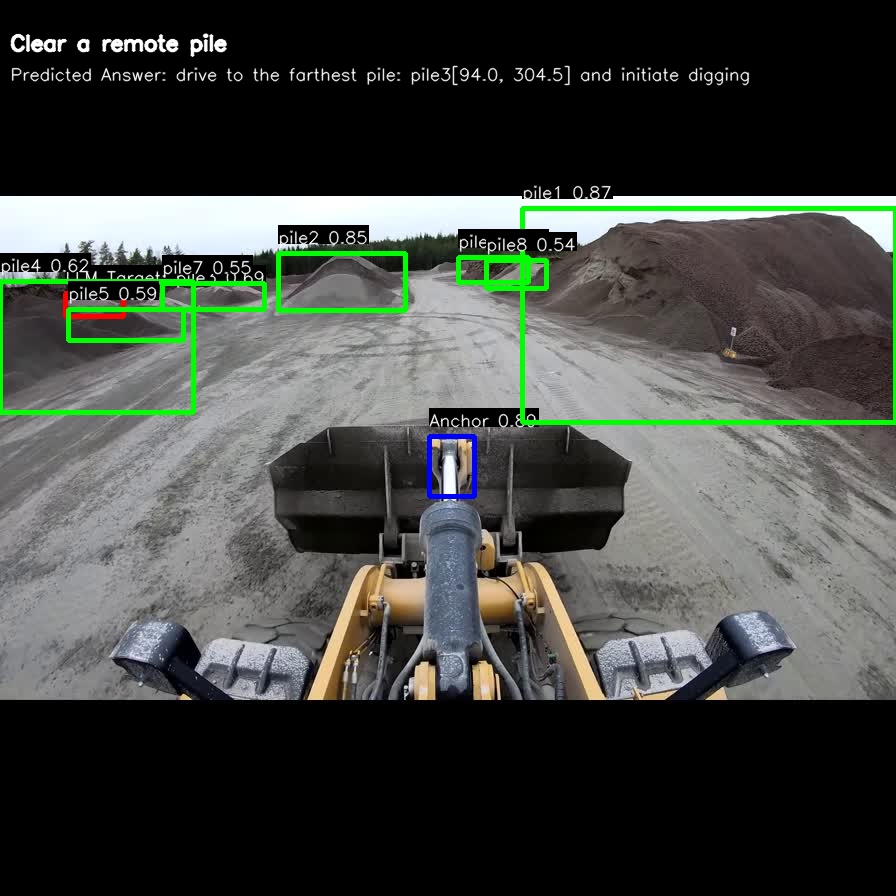 Clear a remote pile
Predicted Answer: drive to the farthest pile: pile3[94.0, 304.5] and initiate digging
pile1 0.87
pile2 0.85
pile8 0.54
pile4 0.62
pile7 0.55
pile5 0.59
Anchor 0.89